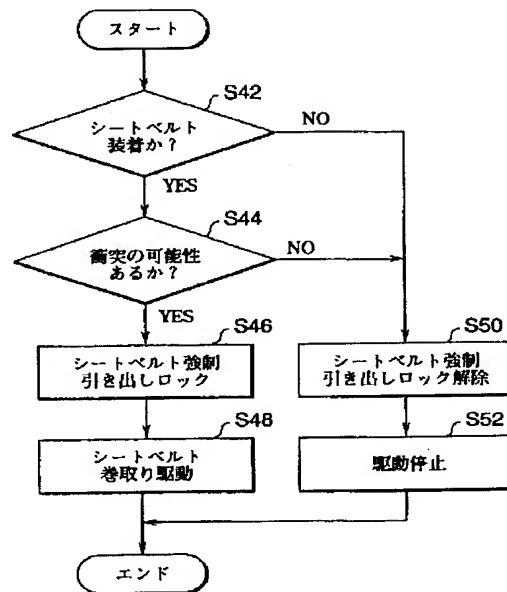 スタート
S42
シートベルト
装着か?
NO
YES
S44
衝突の可能性
あるか?
NO
YES
S46
シートベルト強制
引き出しロック
S50
シートベルト強制
引き出しロック解除
S48
シートベルト
巻取り駆動
S52
駆動停止
エンド